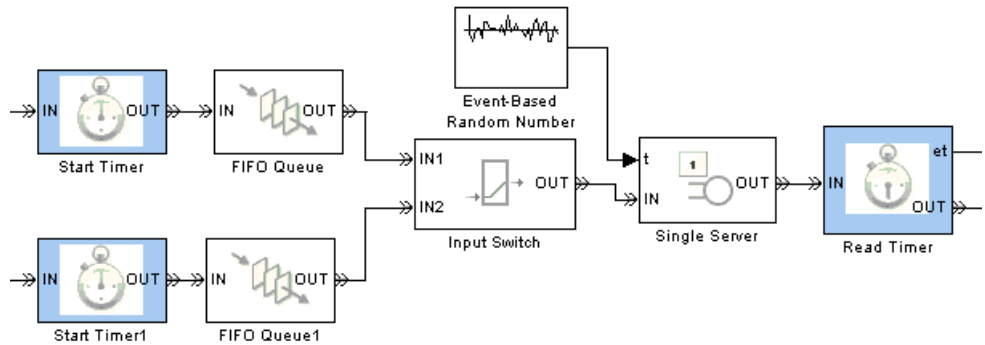 Event-Based
Random Number
IN
OUT
Start Timer
IN
OUT
FIFO Queue
IN1
IN2
OUT
Input Switch
t
IN
1
OUT
Single Server
IN
et
OUT
Read Timer
IN
OUT
Start Timer1
IN
OUT
FIFO Queue1